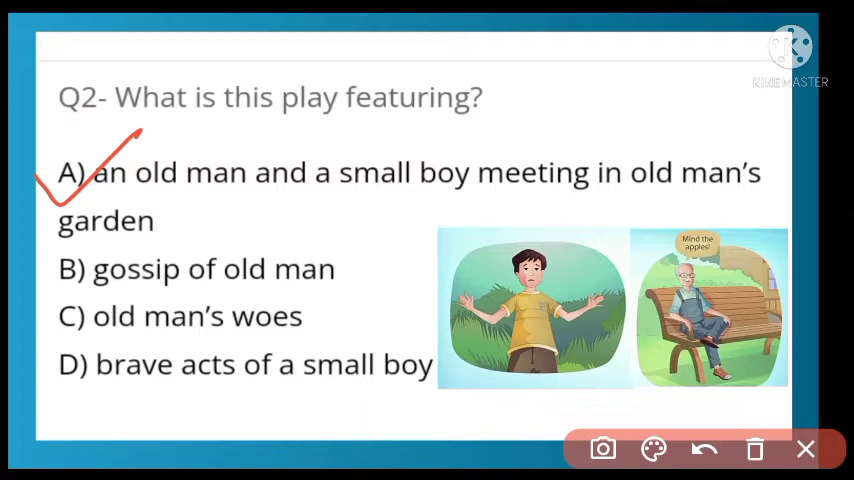 KINEMASTER
Q2- What is this play featuring?
A) an old man and a small boy meeting in old man’s
garden
B) gossip of old man
C) old man’s woes
D) brave acts of a small boy
Mind the
apples!